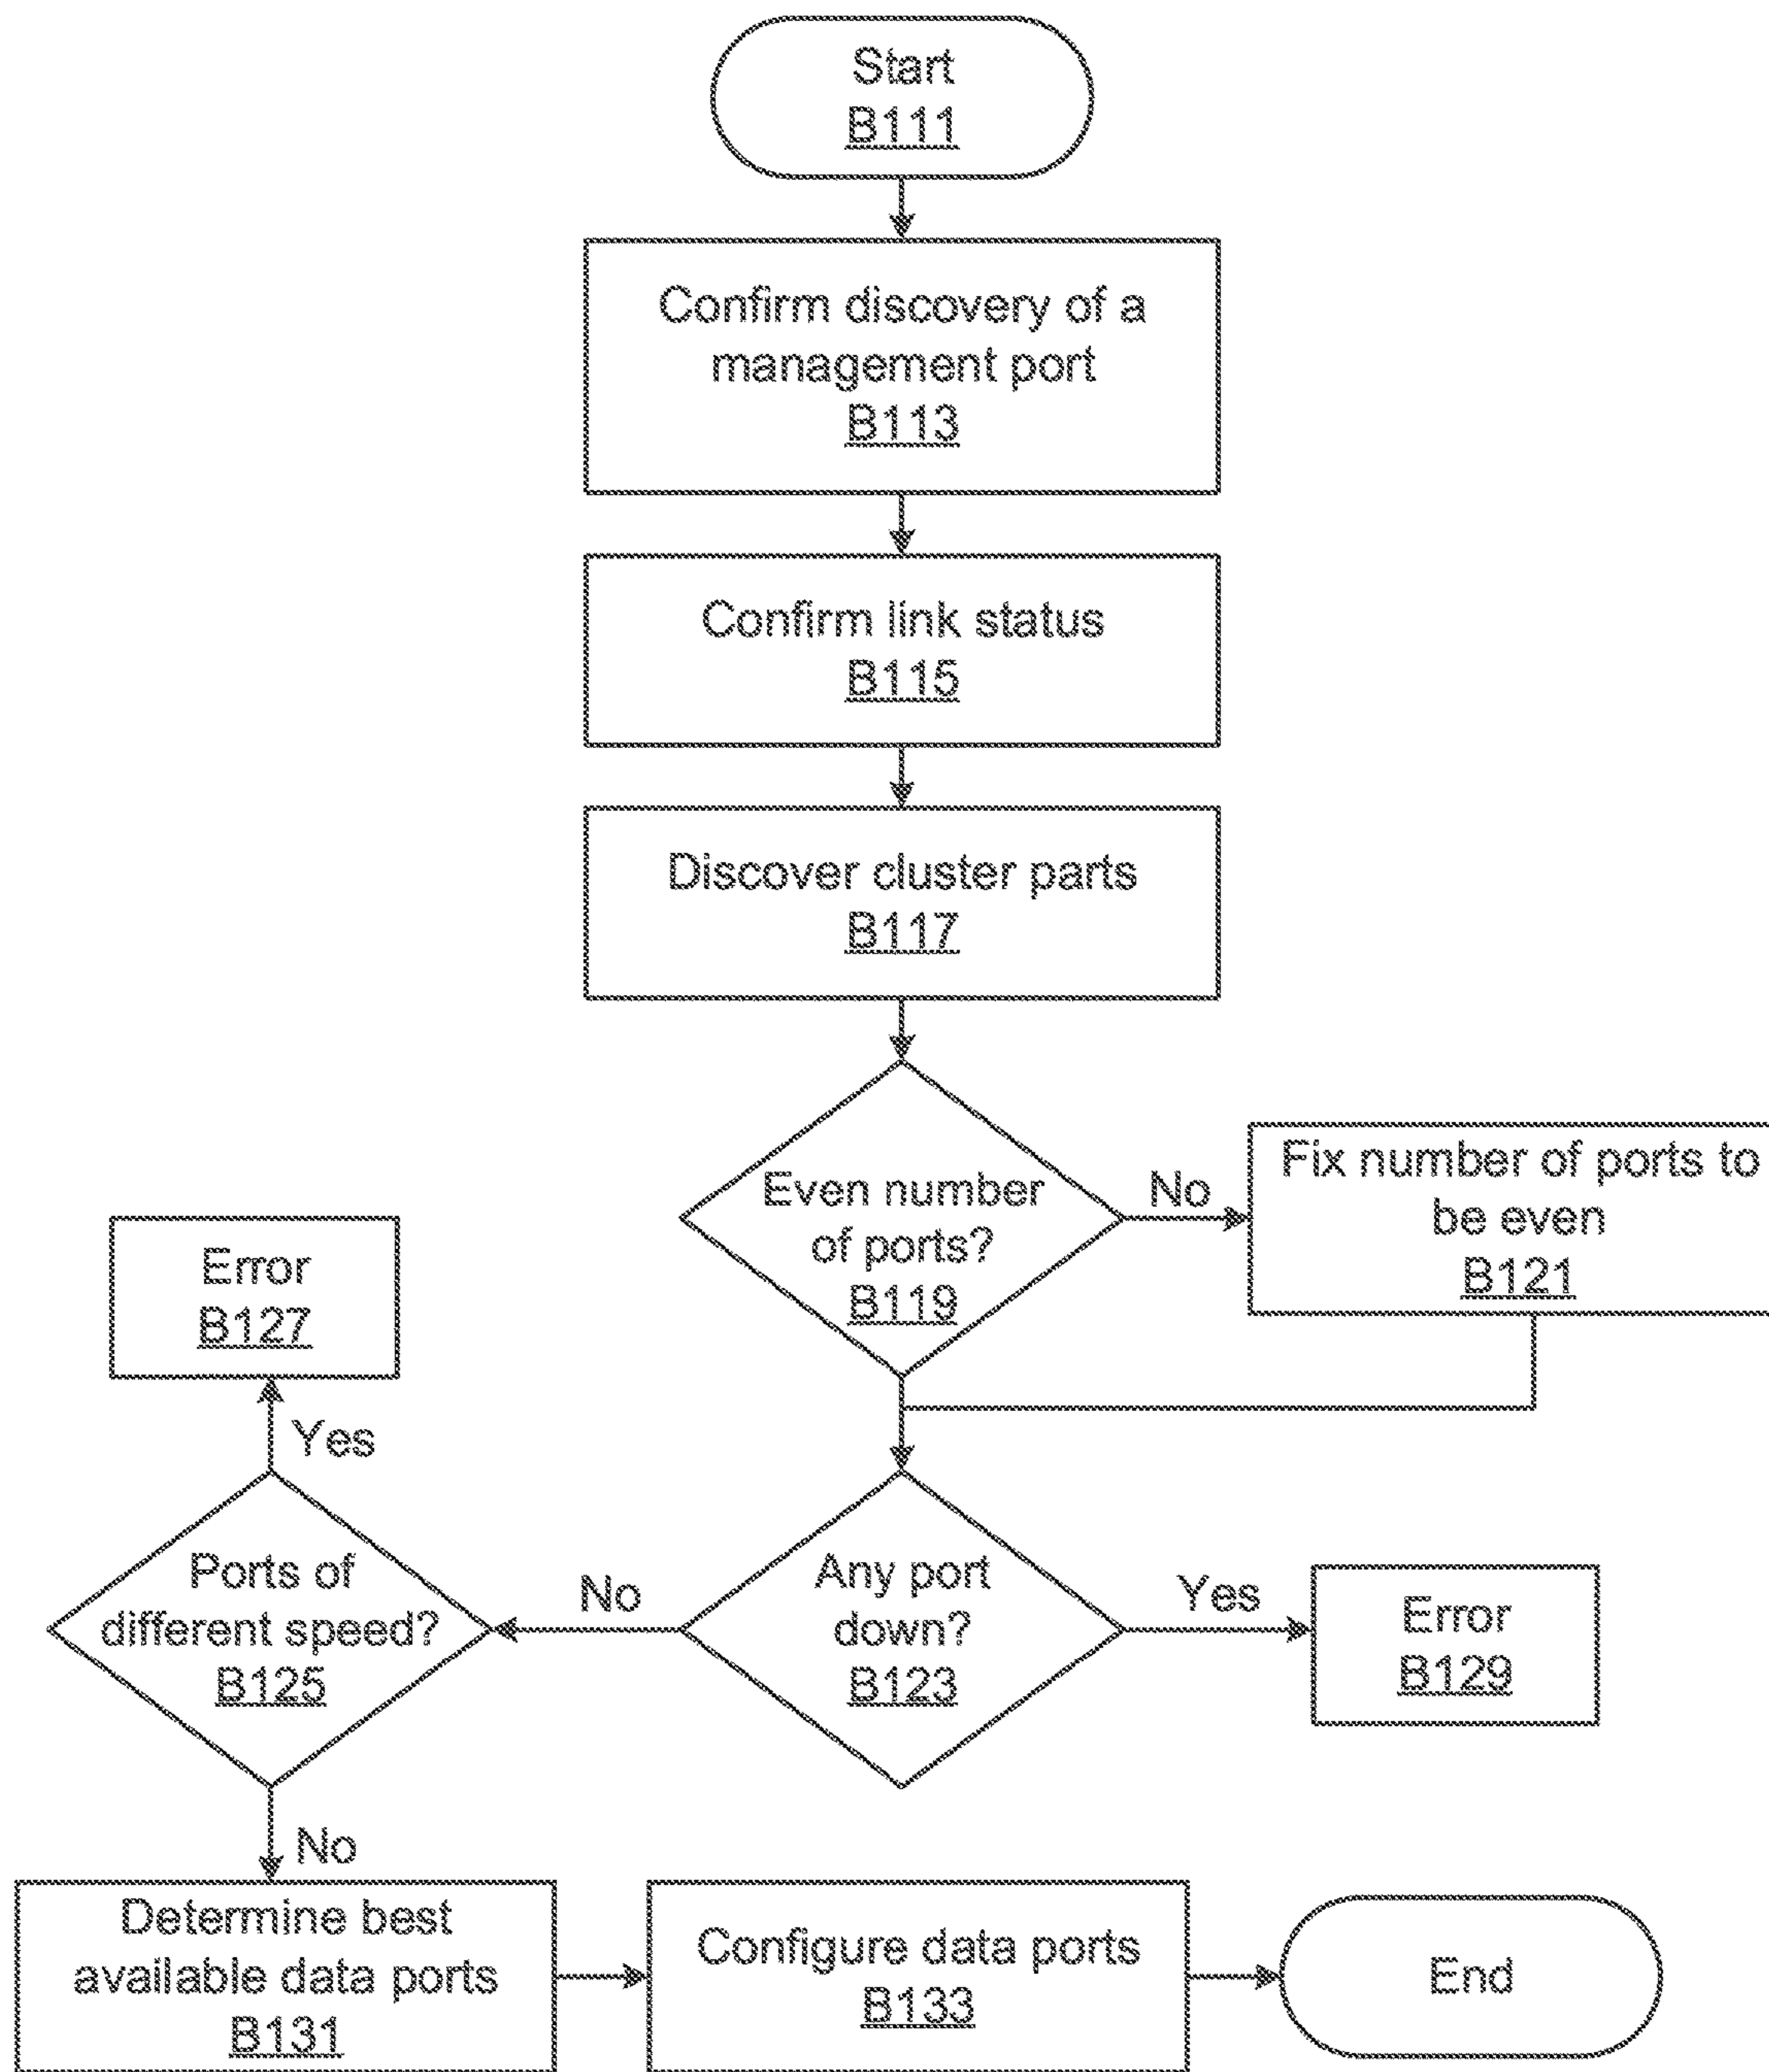 Start
B111
Confirm discovery of a
management port
B113
Confirm link status
B115
Discover cluster parts
B117
Even number
of ports?
B119
No
Fix number of ports to
be even
B121
Error
B127
Yes
Ports of
different speed?
B125
No
Any port
down?
B123
Yes
Error
B129
No
Determine best
available data ports
B131
Configure data ports
B133
End